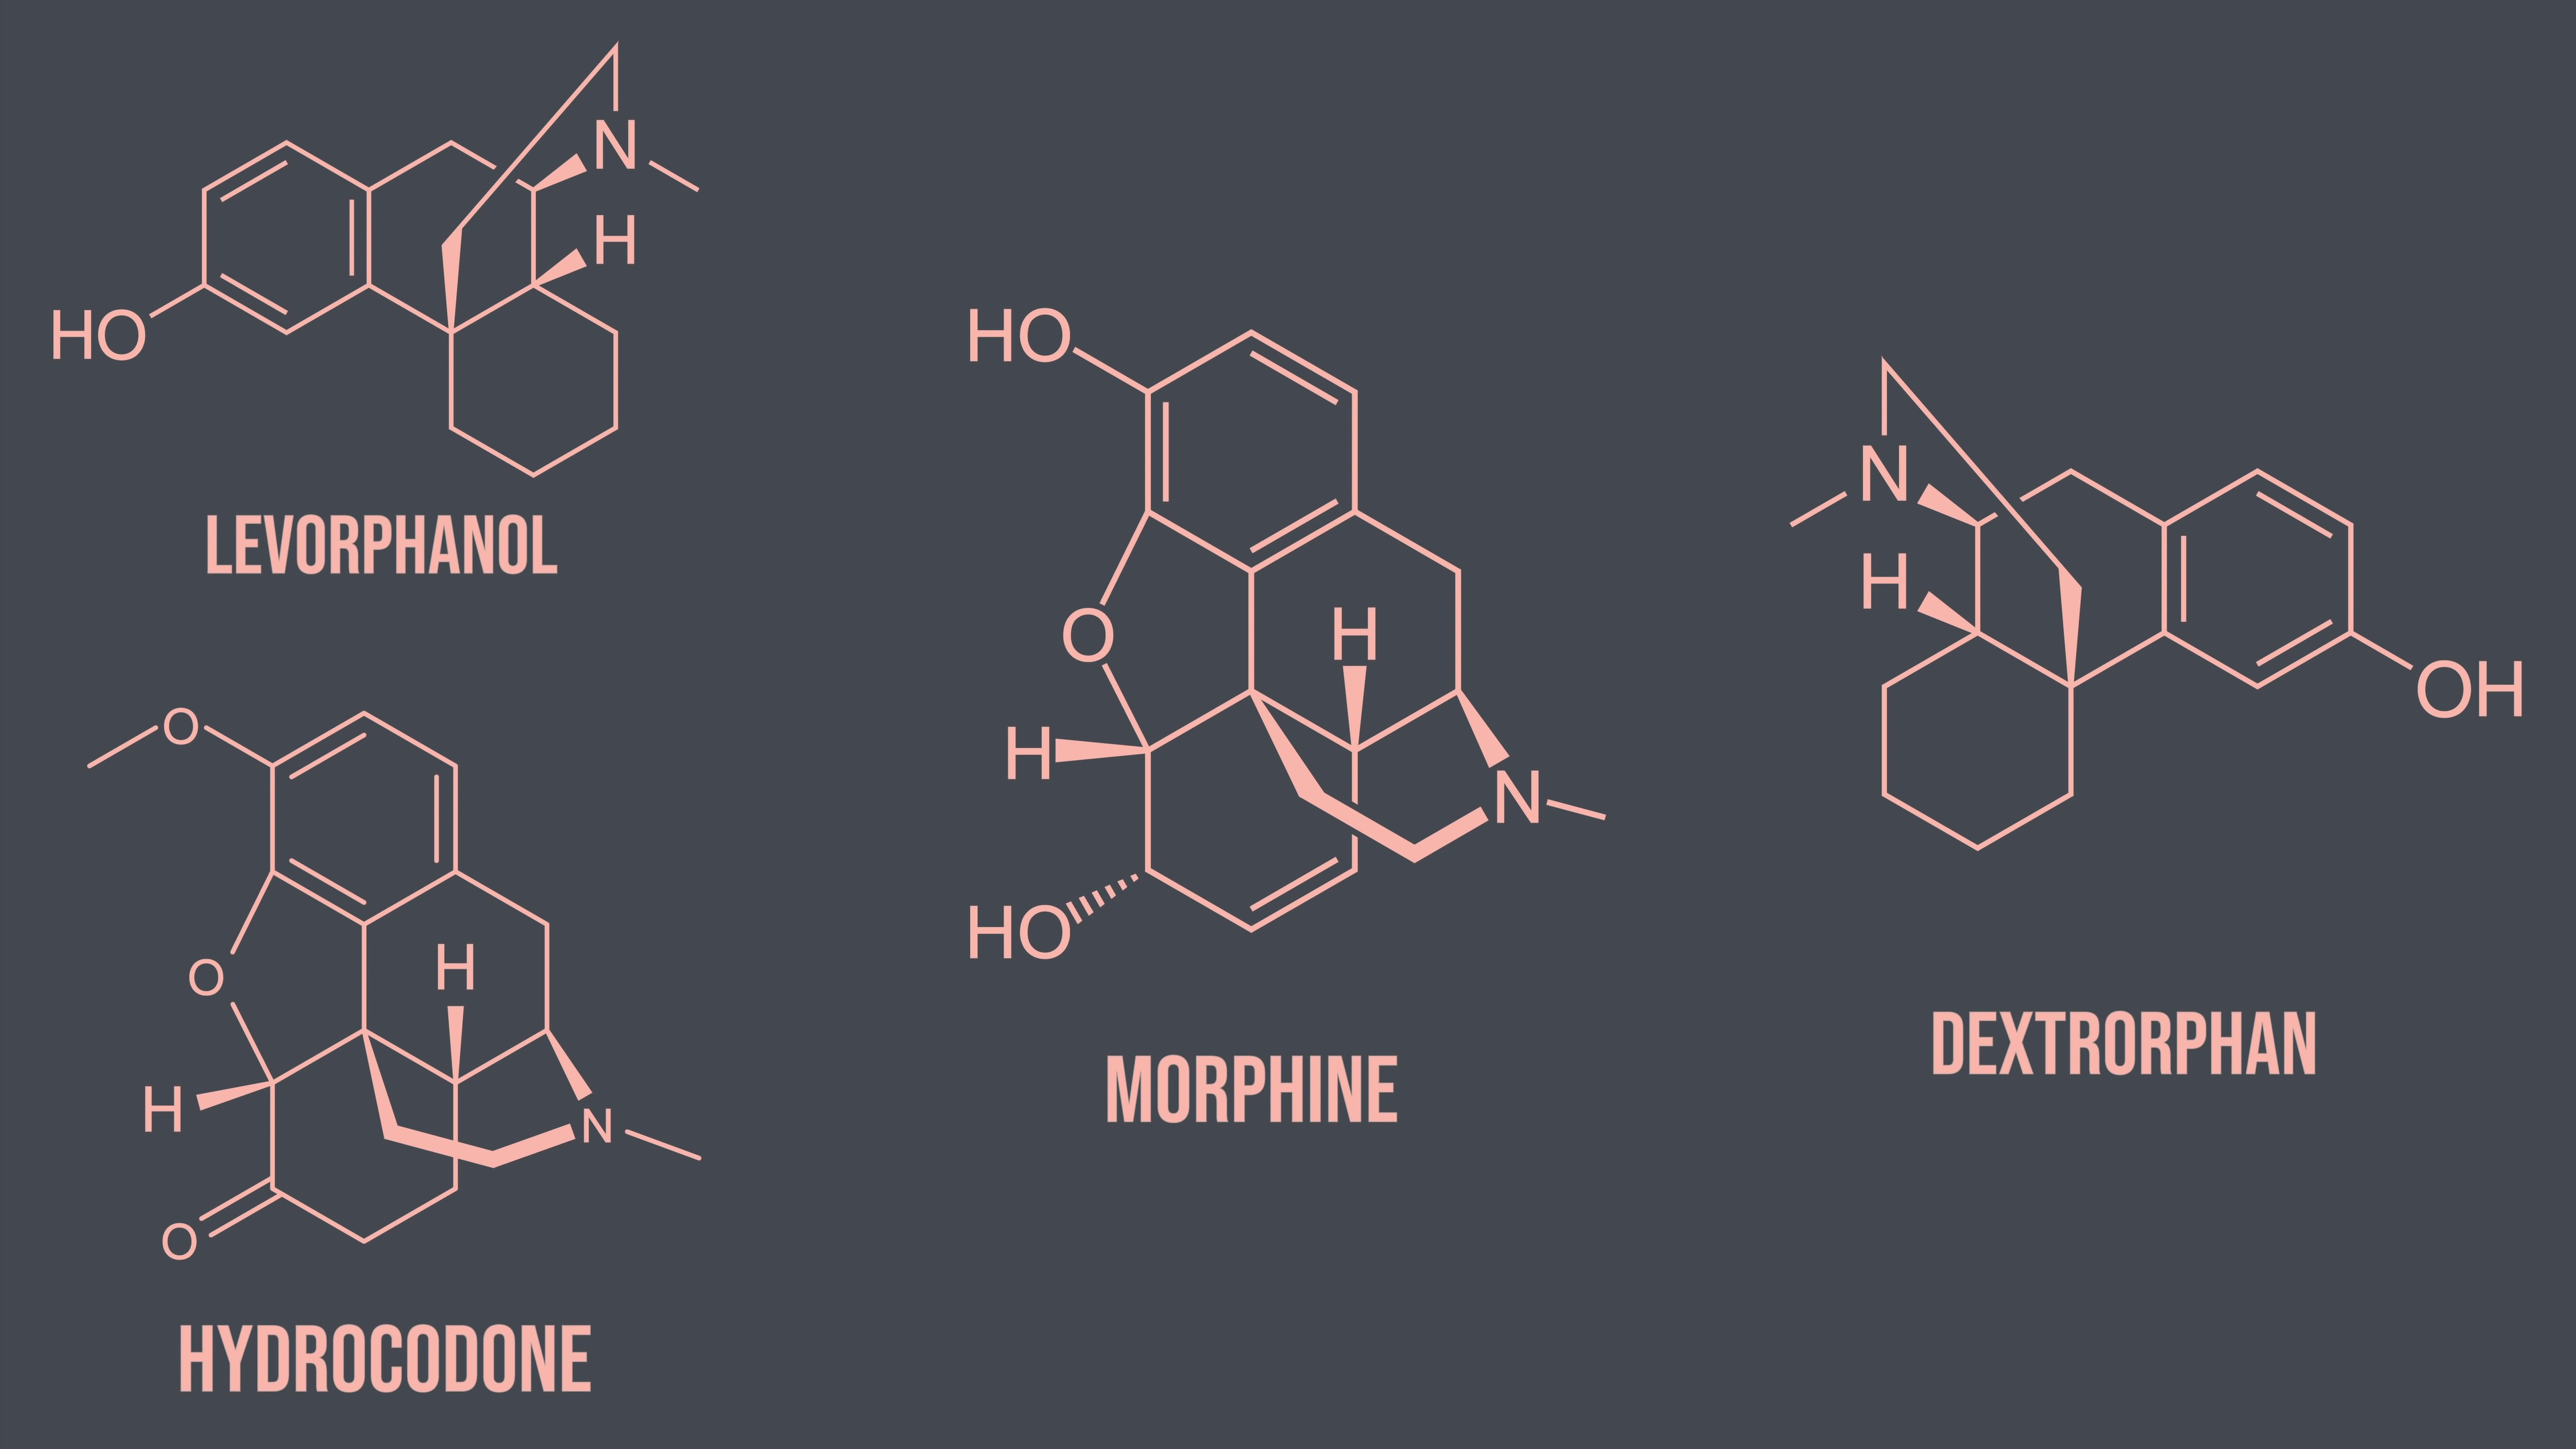 N
H
HO
LEVORPHANOL
O
H
O
H
N
O
HYDROCODONE
HO
O
H
H
N
HO
MORPHINE
N
H
OH
DEXTRORPHAN